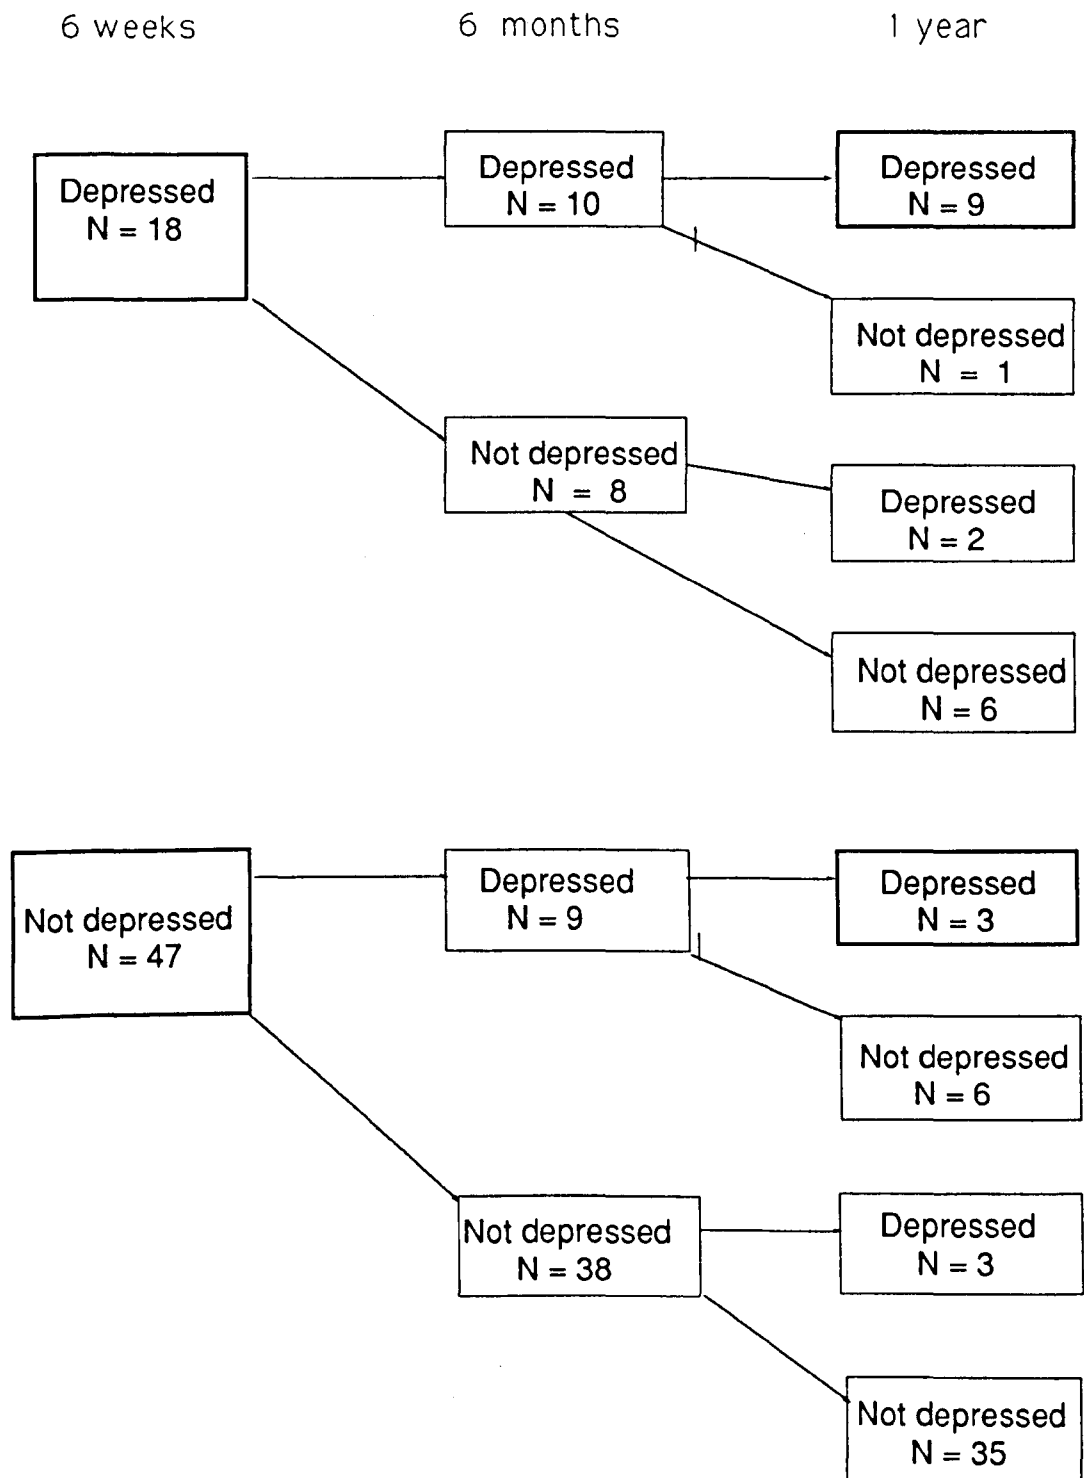 6 weeks 6 months 1 year
Depressed
N = 18
Depressed
N = 10
Depressed
N = 9
Not depressed
N = 1
Not depressed
N = 8
Depressed
N = 2
Not depressed
N = 6
Not depressed
N = 47
Depressed
N = 9
Depressed
N = 3
Not depressed
N = 6
Not depressed
N = 38
Depressed
N = 3
Not depressed
N = 35